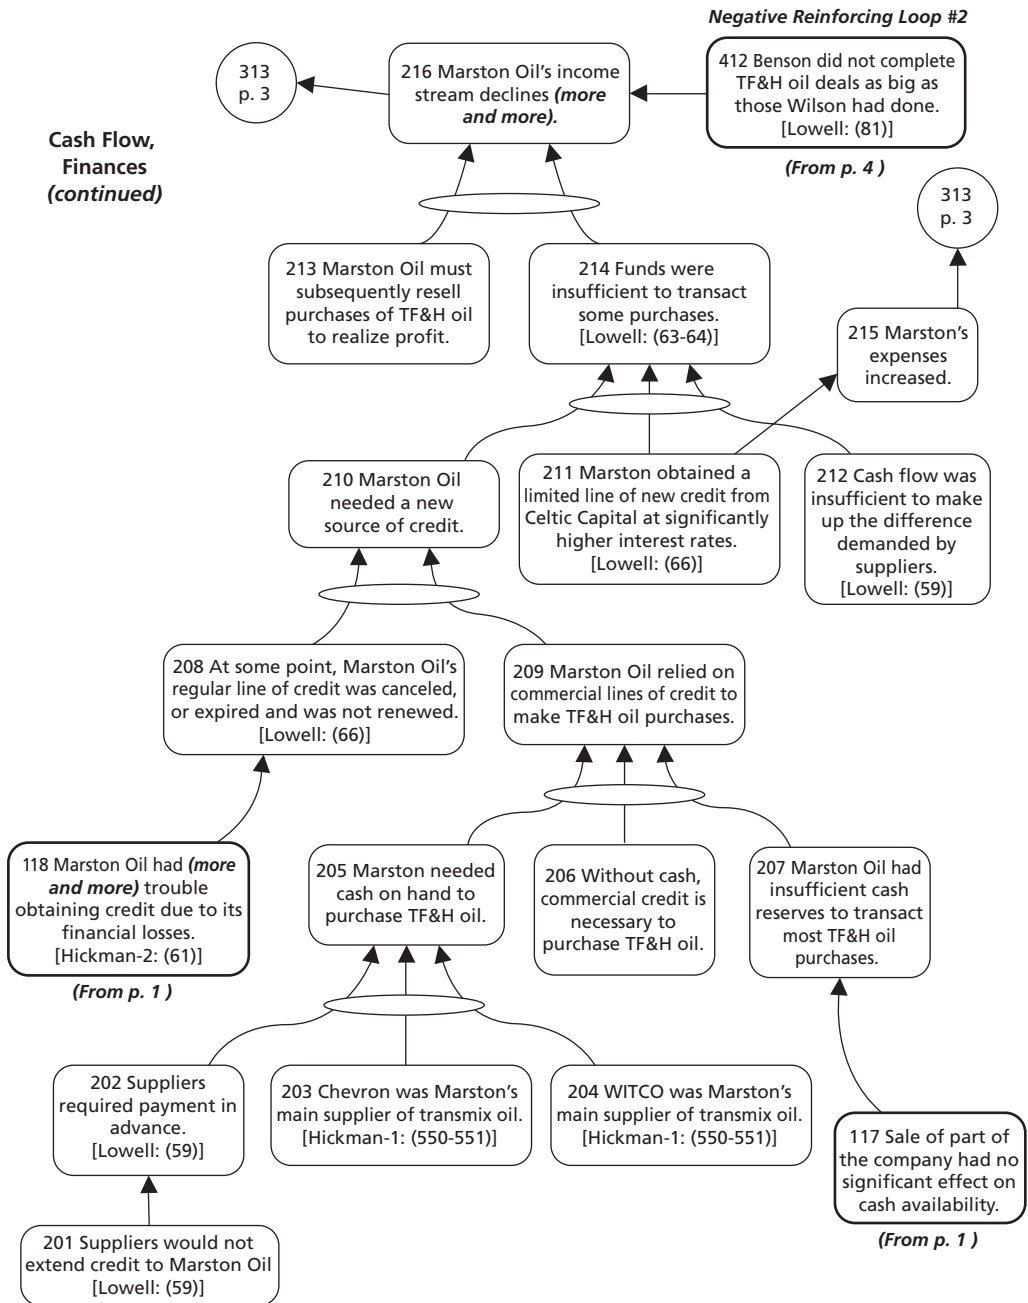 Negative Reinforcing Loop #2
313
p. 3
216 Marston Oil's income
stream declines (more
and more).
412 Benson did not complete
TF&H oil deals as big as
those Wilson had done.
[Lowell: (81)]
(From p. 4 )
Cash Flow,
Finances
(continued)
313
p. 3
213 Marston Oil must
subsequently resell
purchases of TF&H oil
to realize profit.
214 Funds were
insufficient to transact
some purchases.
[Lowell: (63-64)]
215 Marston's
expenses
increased.
210 Marston Oil
needed a new
source of credit.
211 Marston obtained a
limited line of new credit from
Celtic Capital at significantly
higher interest rates.
[Lowell: (66)]
212 Cash flow was
insufficient to make
up the difference
demanded by
suppliers.
[Lowell: (59)]
208 At some point, Marston Oil's
regular line of credit was canceled,
or expired and was not renewed.
[Lowell: (66)]
209 Marston Oil relied on
commercial lines of credit to
make TF&H oil purchases.
118 Marston Oil had (more
and more) trouble
obtaining credit due to its
financial losses.
[Hickman-2: (61)]
(From p. 1 )
205 Marston needed
cash on hand to
purchase TF&H oil.
206 Without cash,
commercial credit is
necessary to
purchase TF&H oil.
207 Marston Oil had
insufficient cash
reserves to transact
most TF&H oil
purchases.
202 Suppliers
required payment in
advance.
[Lowell: (59)]
203 Chevron was Marston's
main supplier of transmix oil.
[Hickman-1: (550-551)]
204 WITCO was Marston's
main supplier of transmix oil.
[Hickman-1: (550-551)]
117 Sale of part of
the company had no
significant effect on
cash availability.
(From p. 1 )
201 Suppliers would not
extend credit to Marston Oil
[Lowell: (59)]